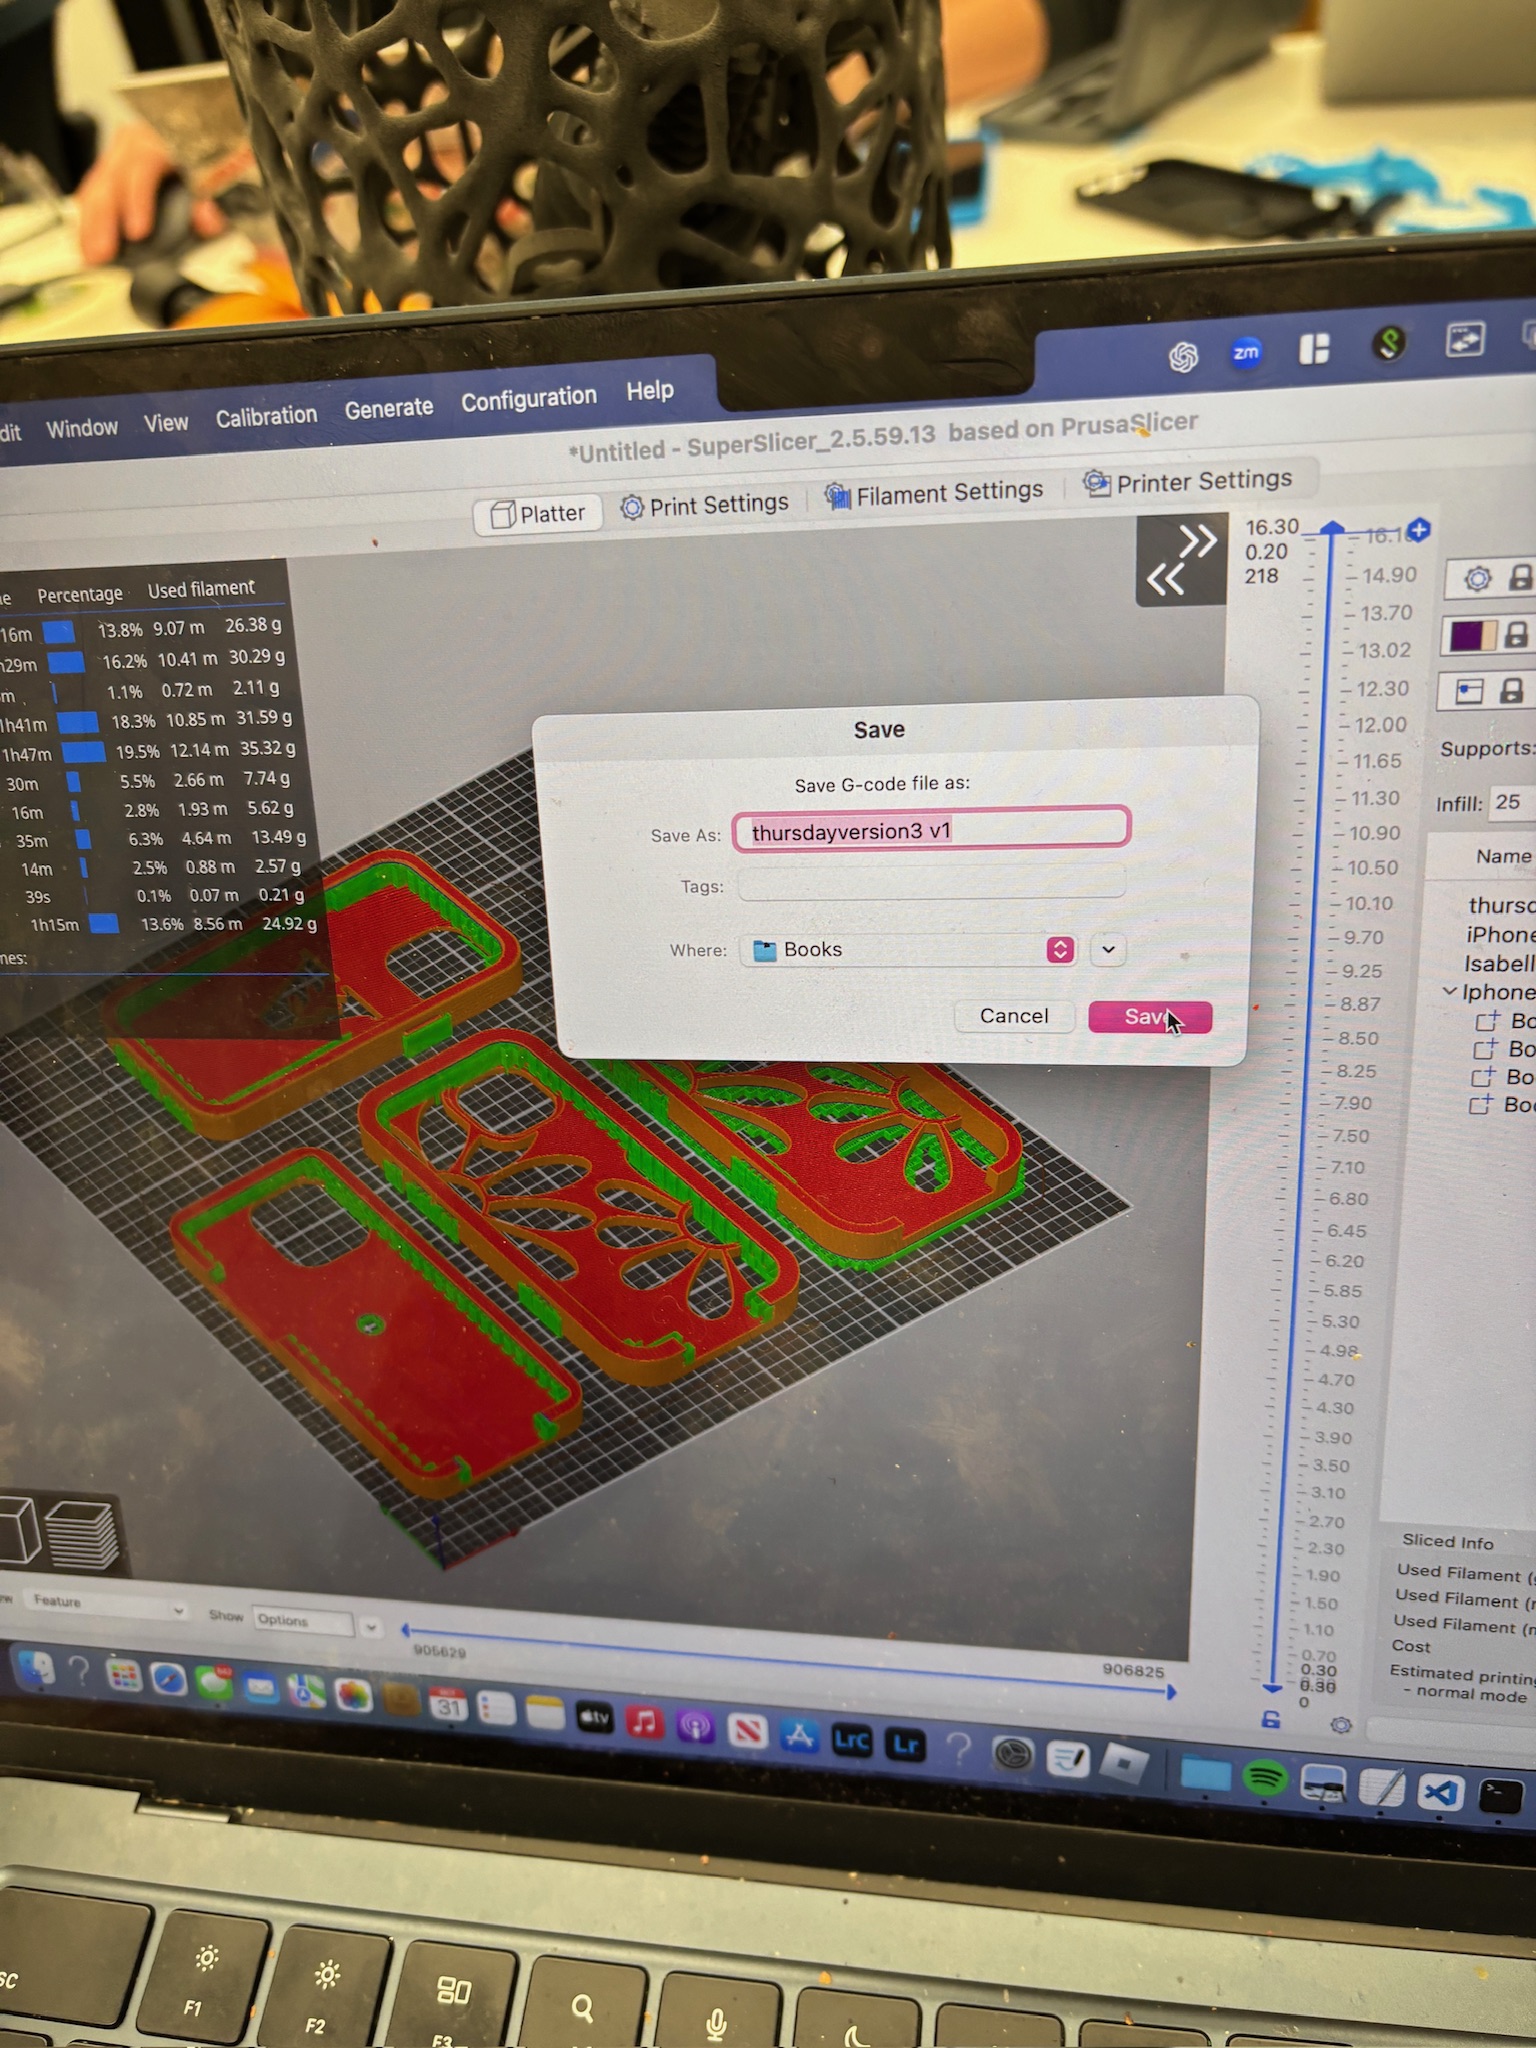 Window View Calibration Generate Configuration Help
zm
*Untitled - SuperSlicer_2.5.59.13 based on PrusaSlicer
Platter Print Settings Filament Settings Printer Settings
Percentage Used filament
16m 13.8% 9.07 m 26.38 g
29m 16.2% 10.41 m 30.29 g
1.1% 0.72 m 2.11 g
1h41m 18.3% 10.85 m 31.59 g
1h47m 19.5% 12.14 m 35.32 g
30m 5.5% 2.66 m 7.74 g
16m 2.8% 1.93 m 5.62 g
35m 6.3% 4.64 m 13.49 g
14m 2.5% 0.88 m 2.57 g
39s 0.1% 0.07 m 0.21 g
1h15m 13.6% 8.56 m 24.92 g
Save
Save G-code file as:
Save As: thursdayversion3 v1
Tags:
Where: Books
Cancel Save
16.30
0.20
218
14.90
13.70
13.02
12.30
12.00
11.65
11.30
10.90
10.50
10.10
9.70
9.25
8.87
8.50
8.25
7.90
7.50
7.10
6.80
6.45
6.20
5.85
5.30
4.98
4.70
4.30
3.90
3.50
3.10
2.70
2.30
1.90
1.50
1.10
0.70
0.30
0.30
0
Supports:
Infill: 25
Name
thursd
iPhone
Isabell
Iphone
Bo
Bo
Bo
Bo
Sliced Info
Used Filament (
Used Filament (
Used Filament (
Cost
Estimated printing
- normal mode
Feature Show Options
905629 906825
31
tv
LrC
Lr
F1
F2
F3